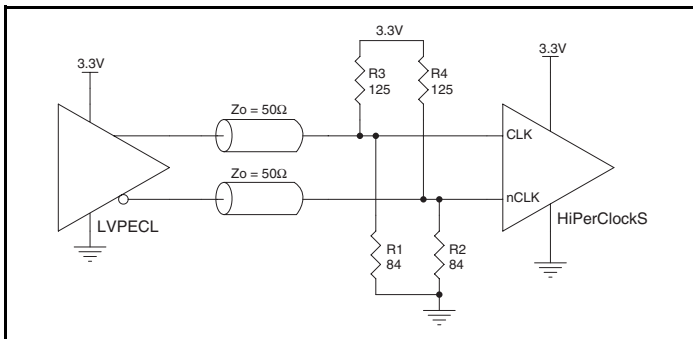 3.3V
3.3V
3.3V
R3
125
R4
125
Zo = 50Ω
CLK
Zo = 50Ω
nCLK
LVPECL
HiPerClockS
R1
84
R2
84